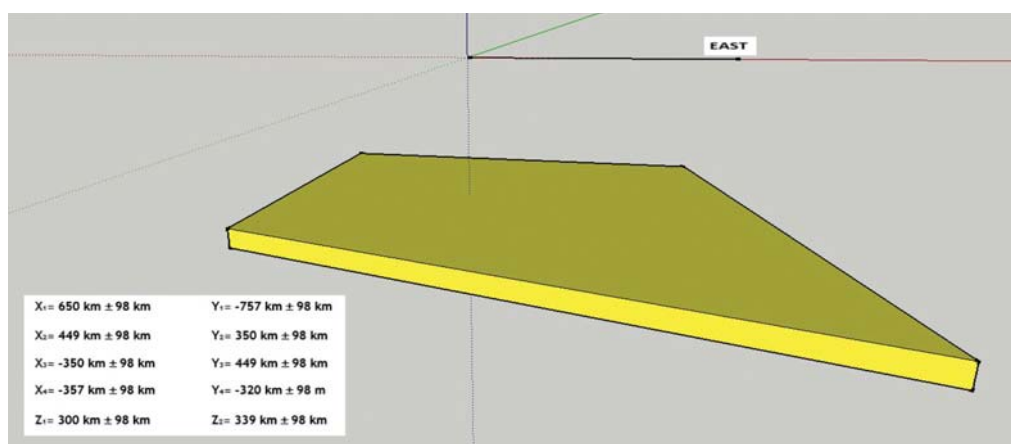 EAST
X₁= 650 km ± 98 km Y₁= -757 km ± 98 km
X₂= 449 km ± 98 km Y₂= 350 km ± 98 km
X₃= -350 km ± 98 km Y₃= 449 km ± 98 km
X₄= -357 km ± 98 km Y₄= -320 km ± 98 m
Z₁= 300 km ± 98 km Z₂= 339 km ± 98 km